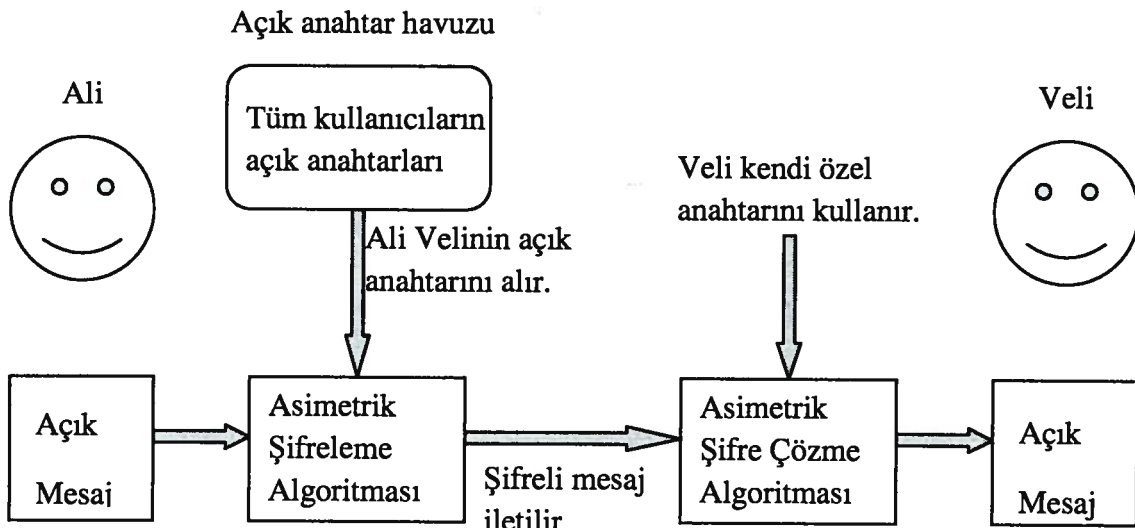 Açık anahtar havuzu
Ali
Tüm kullanıcıların
açık anahtarları
Veli
Veli kendi özel
anahtarını kullanır.
Ali Velinin açık
anahtarını alır.
Açık
Mesaj
Asimetrik
Şifreleme
Algoritması
Şifreli mesaj
iletilir
Asimetrik
Şifre Çözme
Algoritması
Açık
Mesaj